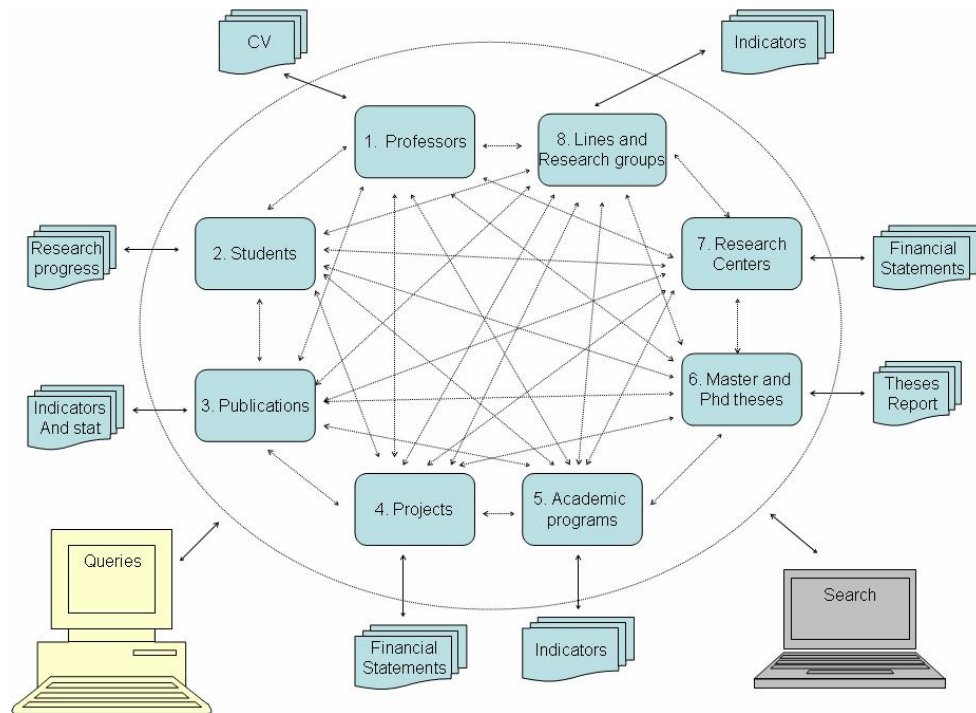 CV
Indicators
1. Professors
8. Lines and
Research groups
Research
progress
2. Students
7. Research
Centers
Financial
Statements
Indicators
And stat
3. Publications
6. Master and
Phd theses
Theses
Report
4. Projects
5. Academic
programs
Queries
Search
Financial
Statements
Indicators